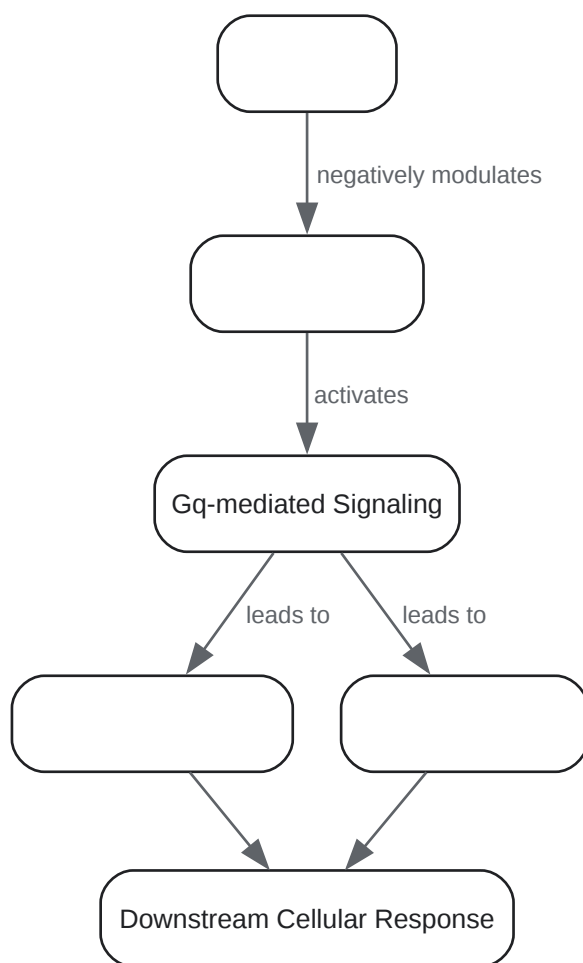 negatively modulates
activates
Gq-mediated Signaling
leads to
leads to
Downstream Cellular Response